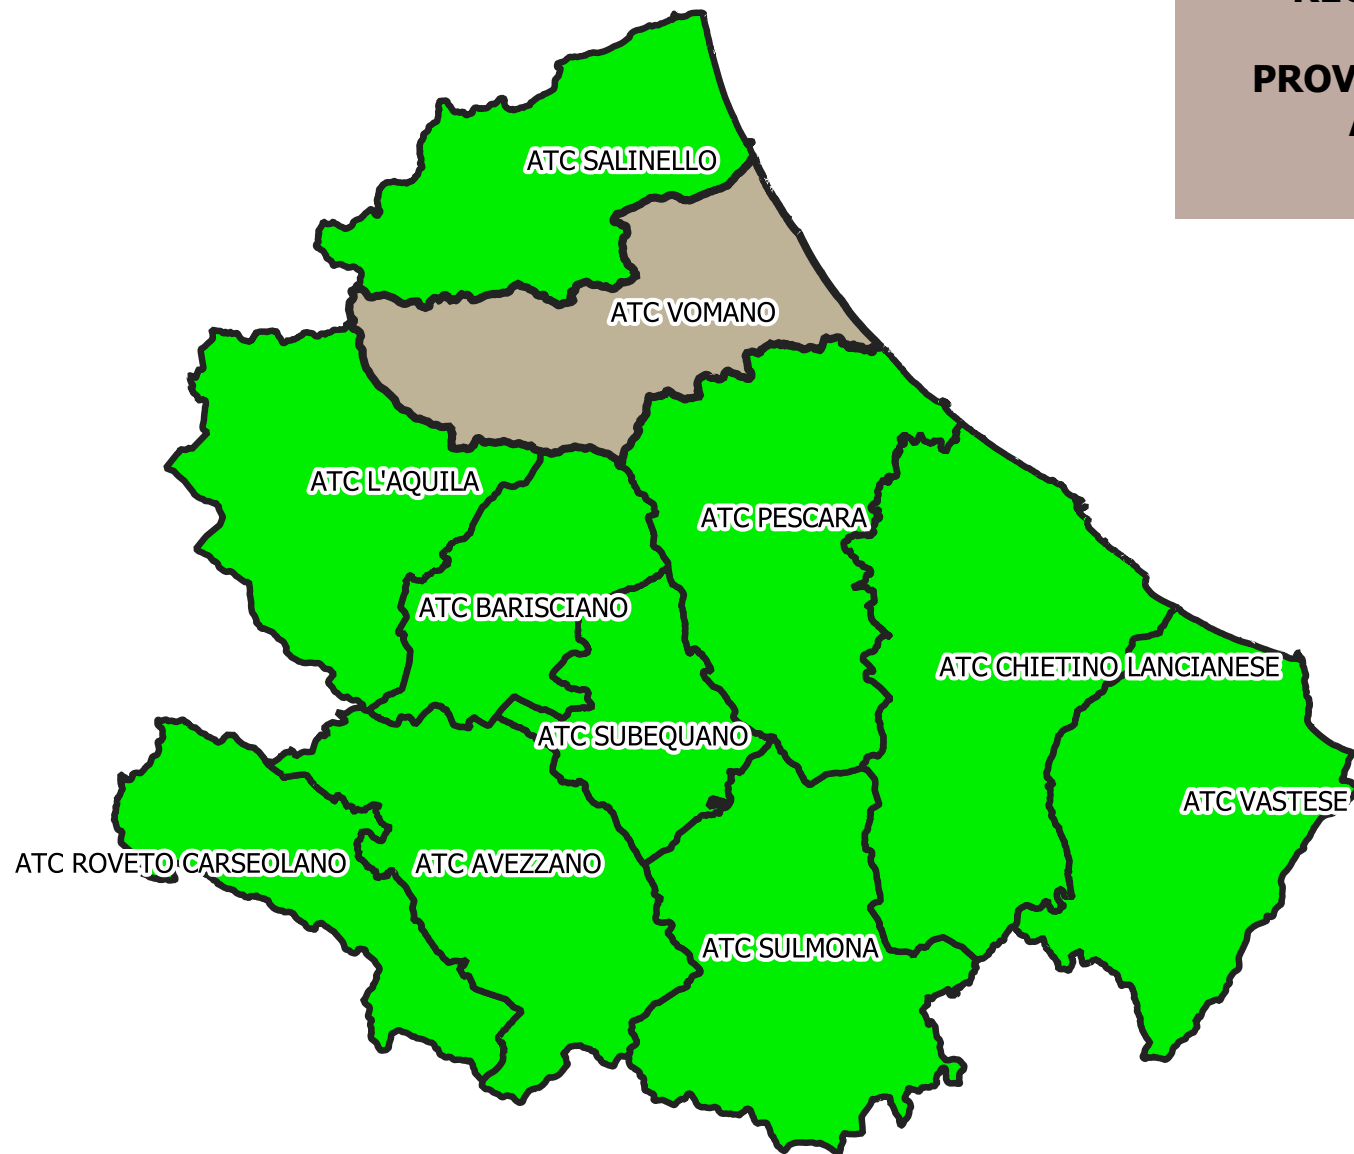 PROV
ATC SALINELLO
ATC VOMANO
ATC L'AQUILA
ATC PESCARA
ATC BARISCIANO
ATC CHIETINO LANCIANESE
ATC SUBEQUANO
ATC VASTESE
ATC ROVETO CARSEOLANO
ATC AVEZZANO
ATC SULMONA